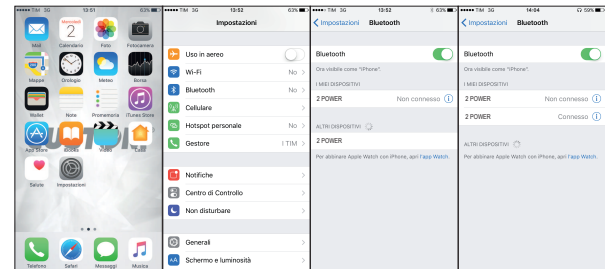 TIM 3G 13:51 63%
Mercoledì
2
Mail Calendario Foto Fotocamera
Mappe Orologio Meteo Borsa
Wallet Note Promemoria iTunes Store
App Store iBooks Video Casa
Salute Impostazioni
Telefono Safari Messaggi Musica
TIM 3G 13:52 63%
Impostazioni
Uso in aereo
Wi-Fi No
Bluetooth No
Cellulare
Hotspot personale No
Gestore I TIM
Notifiche
Centro di Controllo
Non disturbare
Generali
Schermo e luminosità
TIM 3G 13:52 63%
Impostazioni Bluetooth
Bluetooth
Ora visibile come "iPhone".
I MIEI DISPOSITIVI
2 POWER Non connesso
ALTRI DISPOSITIVI
2 POWER
Per abbinare Apple Watch con iPhone, apri l'app Watch.
TIM 3G 14:04 59%
Impostazioni Bluetooth
Bluetooth
Ora visibile come "iPhone".
I MIEI DISPOSITIVI
2 POWER Non connesso
2 POWER Connesso
ALTRI DISPOSITIVI
Per abbinare Apple Watch con iPhone, apri l'app Watch.